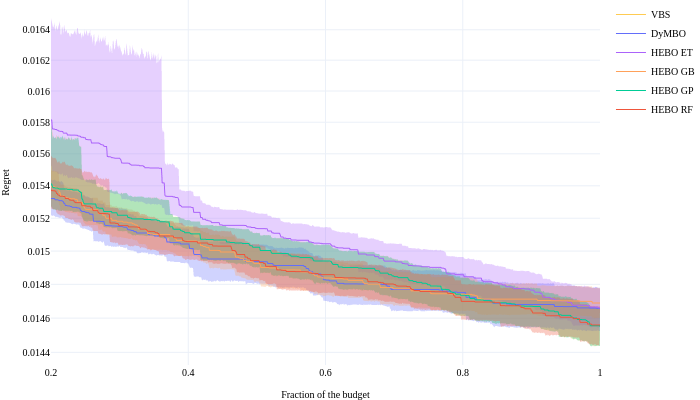 Regret
0.0164
0.0162
0.016
0.0158
0.0156
0.0154
0.0152
0.015
0.0148
0.0146
0.0144
0.2
0.4
0.6
0.8
1
Fraction of the budget
VBS
DyMBO
HEBO ET
HEBO GB
HEBO GP
HEBO RF